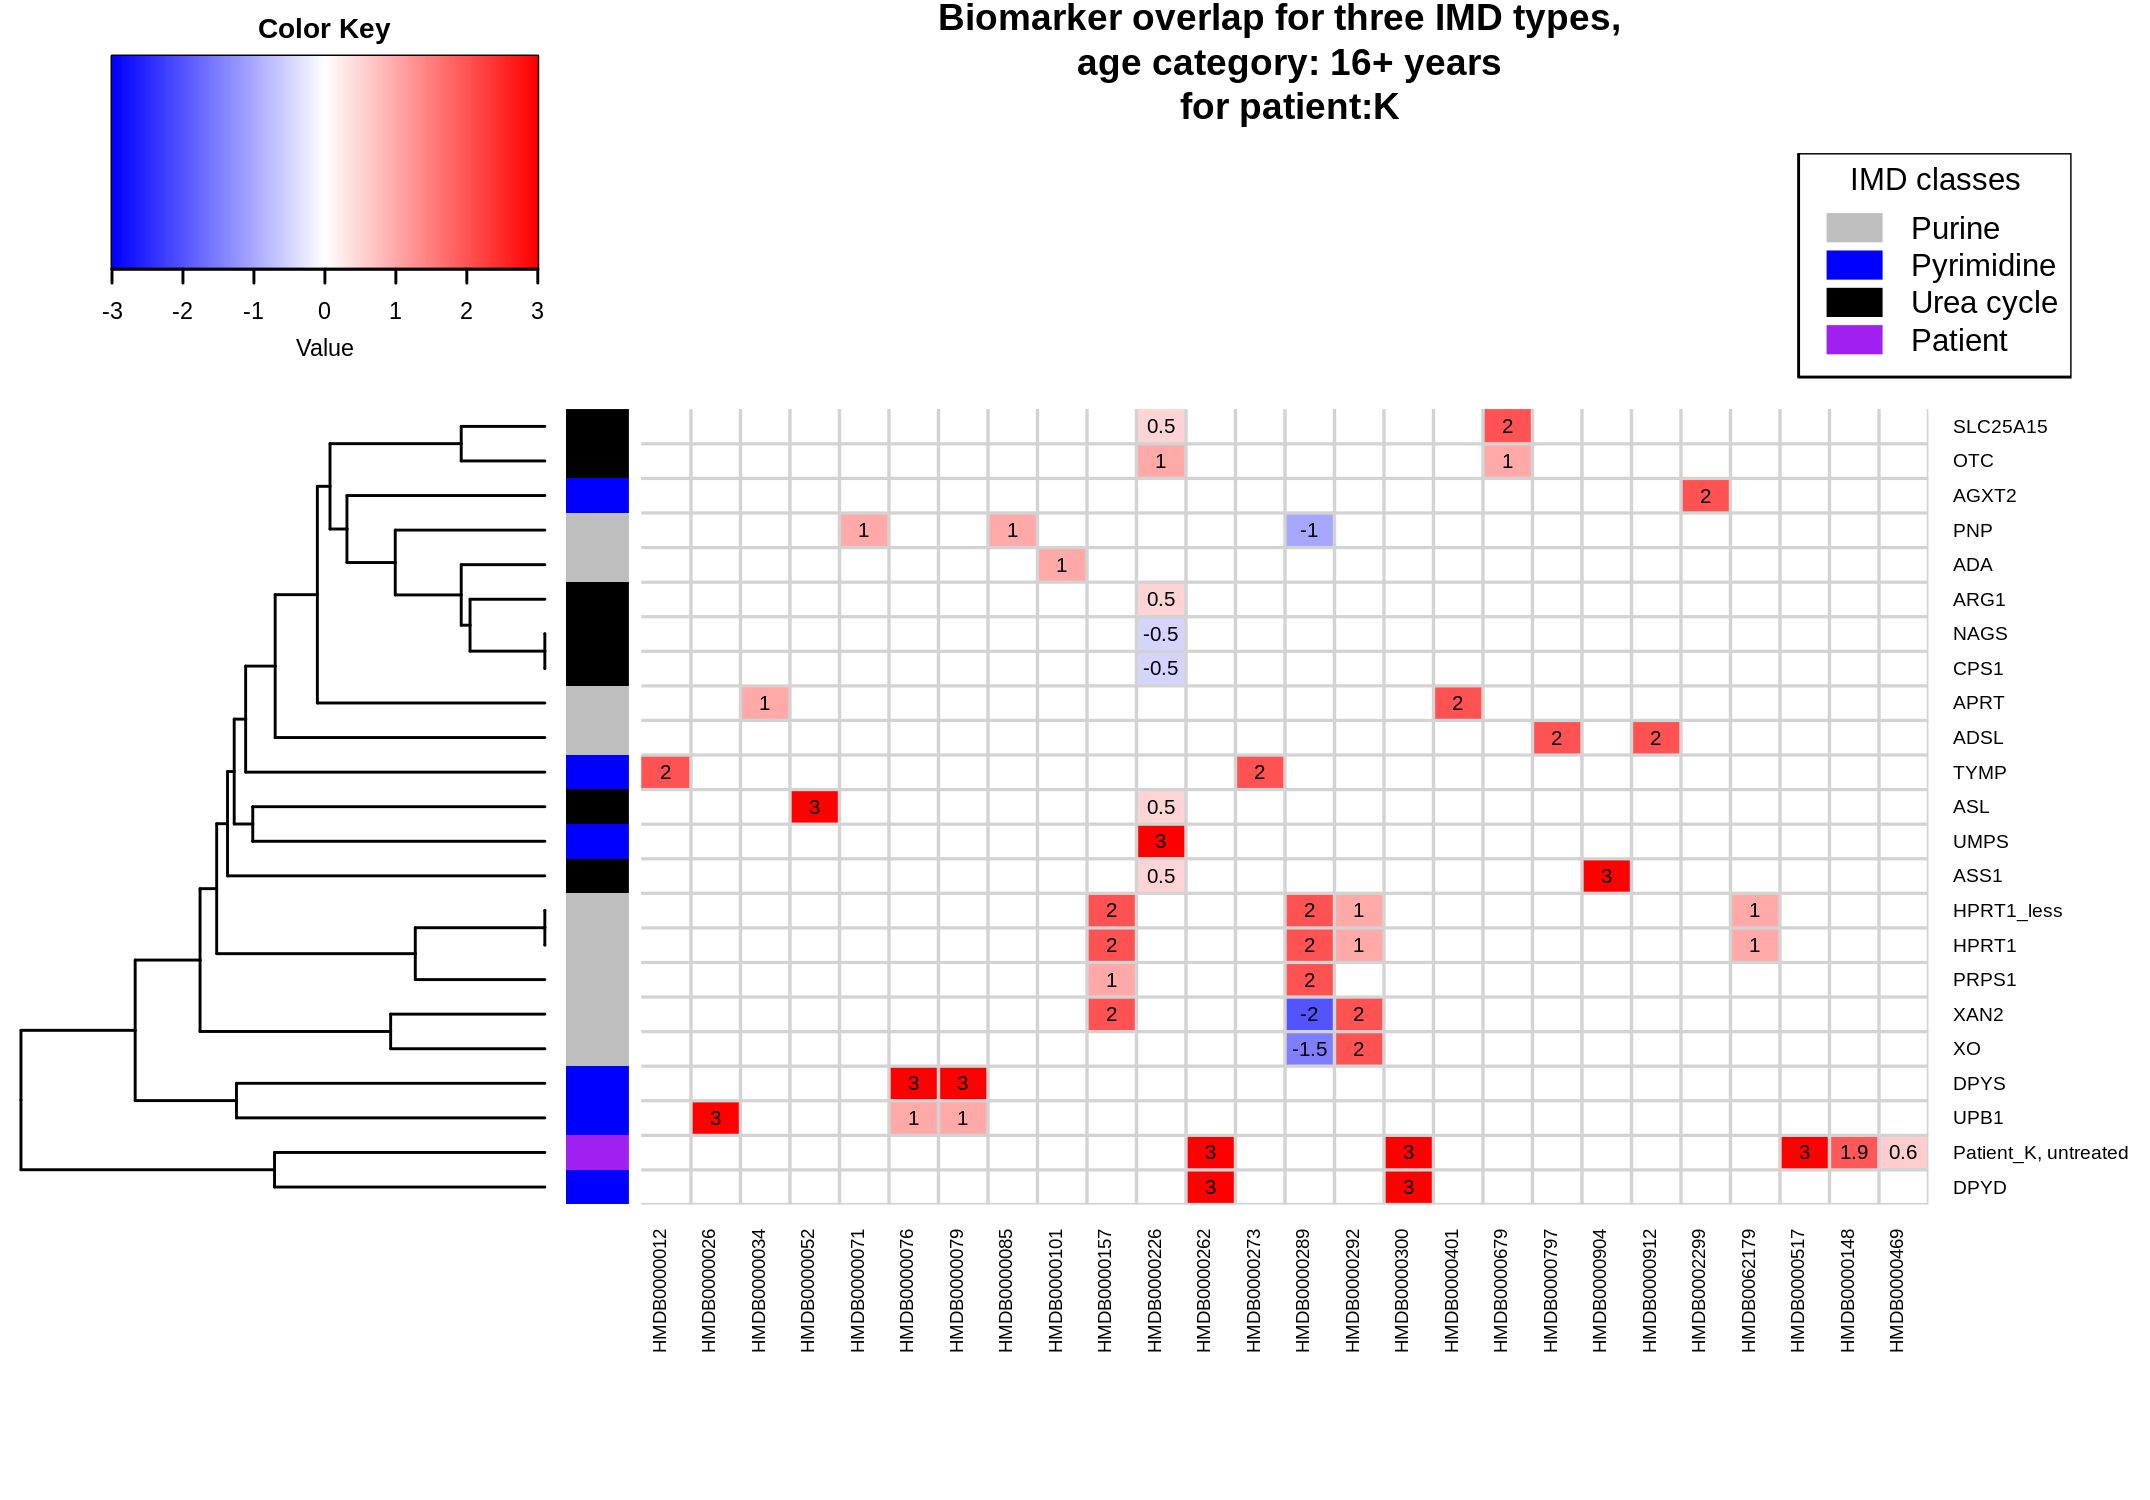 Color Key
-3 -2 -1 0 1 2 3
Value
Biomarker overlap for three IMD types,
age category: 16+ years
for patient:K
IMD classes
Purine
Pyrimidine
Urea cycle
Patient
0.5 2 SLC25A15
1 1 OTC
2 AGXT2
1 1 -1 PNP
1 ADA
0.5 ARG1
-0.5 NAGS
-0.5 CPS1
1 2 APRT
2 2 ADSL
2 2 TYMP
3 0.5 ASL
3 UMPS
0.5 3 ASS1
2 2 1 1 HPRT1_less
2 2 1 1 HPRT1
1 2 PRPS1
2 -2 2 XAN2
-1.5 2 XO
3 3 DPYS
3 1 1 UPB1
3 3 3 1.9 0.6 Patient_K, untreated
3 3 DPYD
HMDB0000012
HMDB0000026
HMDB0000034
HMDB0000052
HMDB0000071
HMDB0000076
HMDB0000079
HMDB0000085
HMDB0000101
HMDB0000157
HMDB0000226
HMDB0000262
HMDB0000273
HMDB0000289
HMDB0000292
HMDB0000300
HMDB0000401
HMDB0000679
HMDB0000797
HMDB0000904
HMDB0000912
HMDB0002299
HMDB0062179
HMDB0000517
HMDB0000148
HMDB0000469